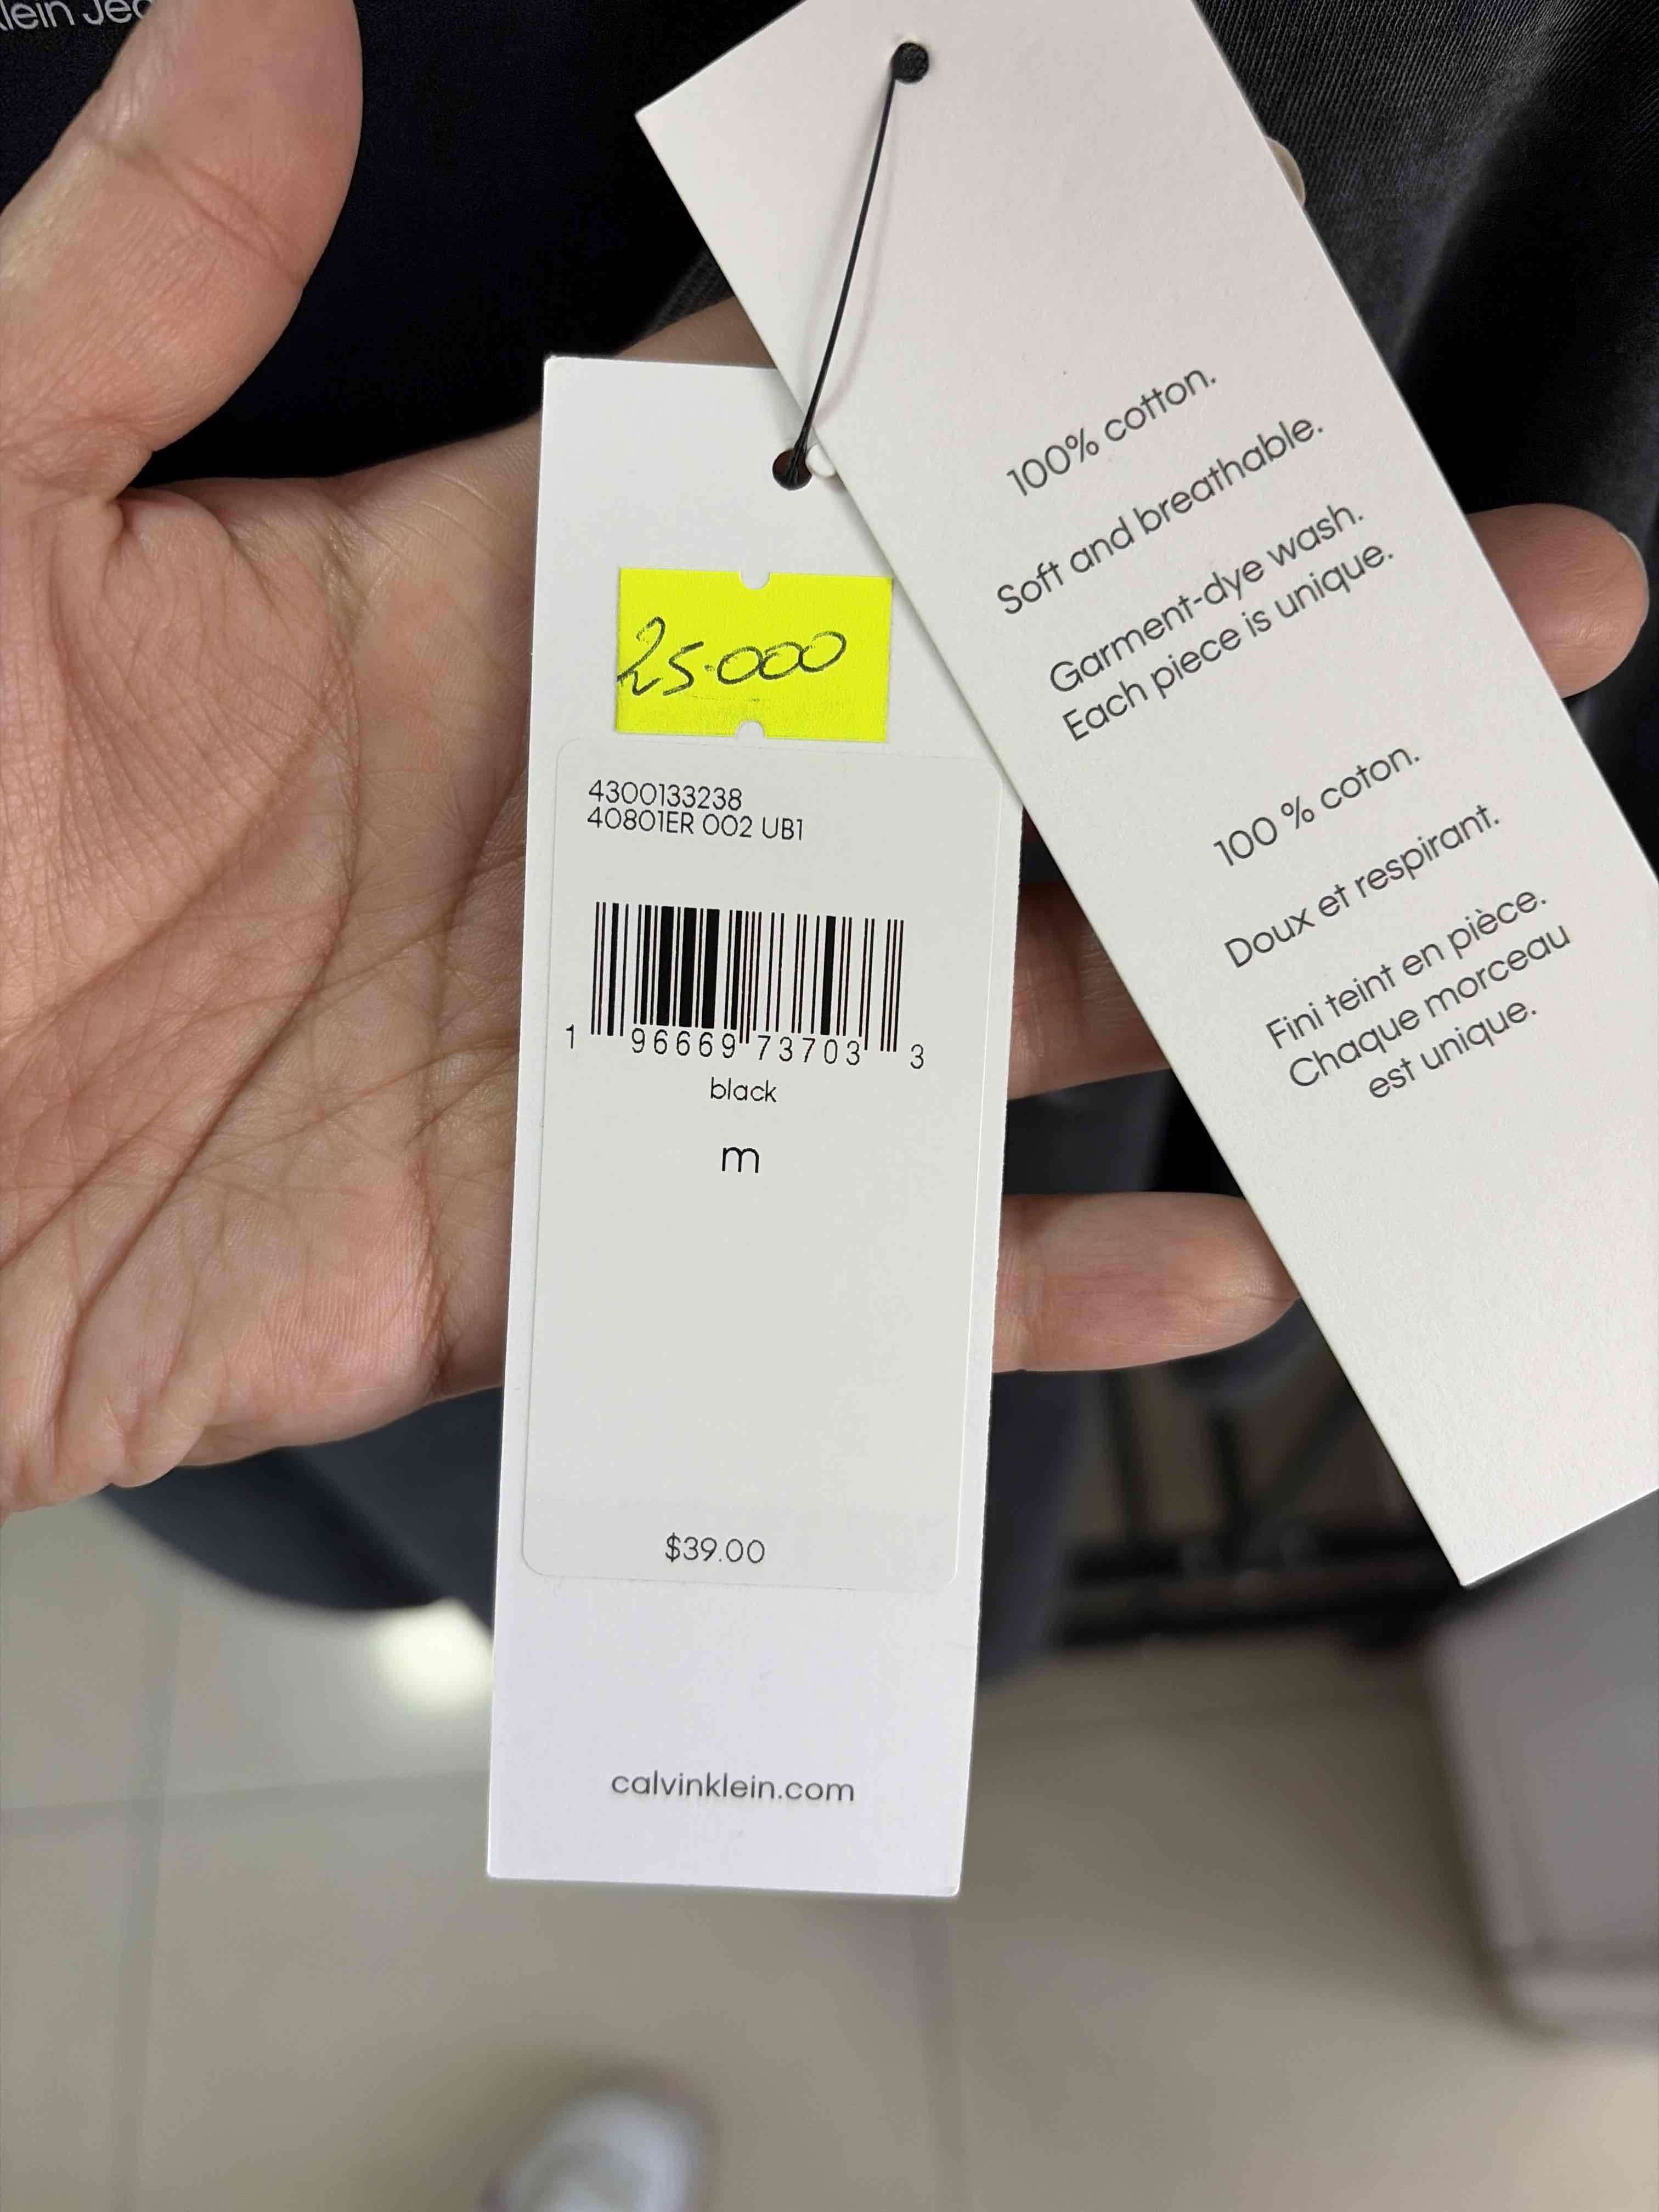 25.000
4300133238
40801ER 002 UB1
1 96669 73703 3
black
m
$39.00
calvinklein.com
100% cotton.
Soft and breathable.
Garment-dye wash.
Each piece is unique.
100 % coton.
Doux et respirant.
Fini teint en pièce.
Chaque morceau
est unique.